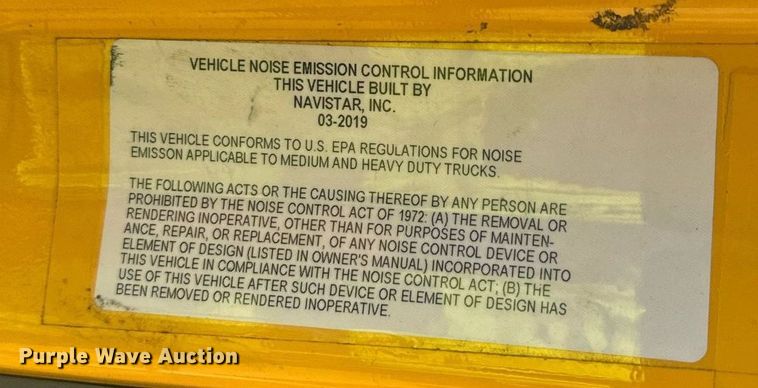 VEHICLE NOISE EMISSION CONTROL INFORMATION
THIS VEHICLE BUILT BY
NAVISTAR, INC.
03-2019
THIS VEHICLE CONFORMS TO U.S. EPA REGULATIONS FOR NOISE
EMISSON APPLICABLE TO MEDIUM AND HEAVY DUTY TRUCKS.
THE FOLLOWING ACTS OR THE CAUSING THEREOF BY ANY PERSON ARE
PROHIBITED BY THE NOISE CONTROL ACT OF 1972: (A) THE REMOVAL OR
RENDERING INOPERATIVE, OTHER THAN FOR PURPOSES OF MAINTEN-
ANCE, REPAIR, OR REPLACEMENT, OF ANY NOISE CONTROL DEVICE OR
ELEMENT OF DESIGN (LISTED IN OWNER'S MANUAL) INCORPORATED INTO
THIS VEHICLE IN COMPLIANCE WITH THE NOISE CONTROL ACT; (B) THE
USE OF THIS VEHICLE AFTER SUCH DEVICE OR ELEMENT OF DESIGN HAS
BEEN REMOVED OR RENDERED INOPERATIVE.
Purple Wave Auction